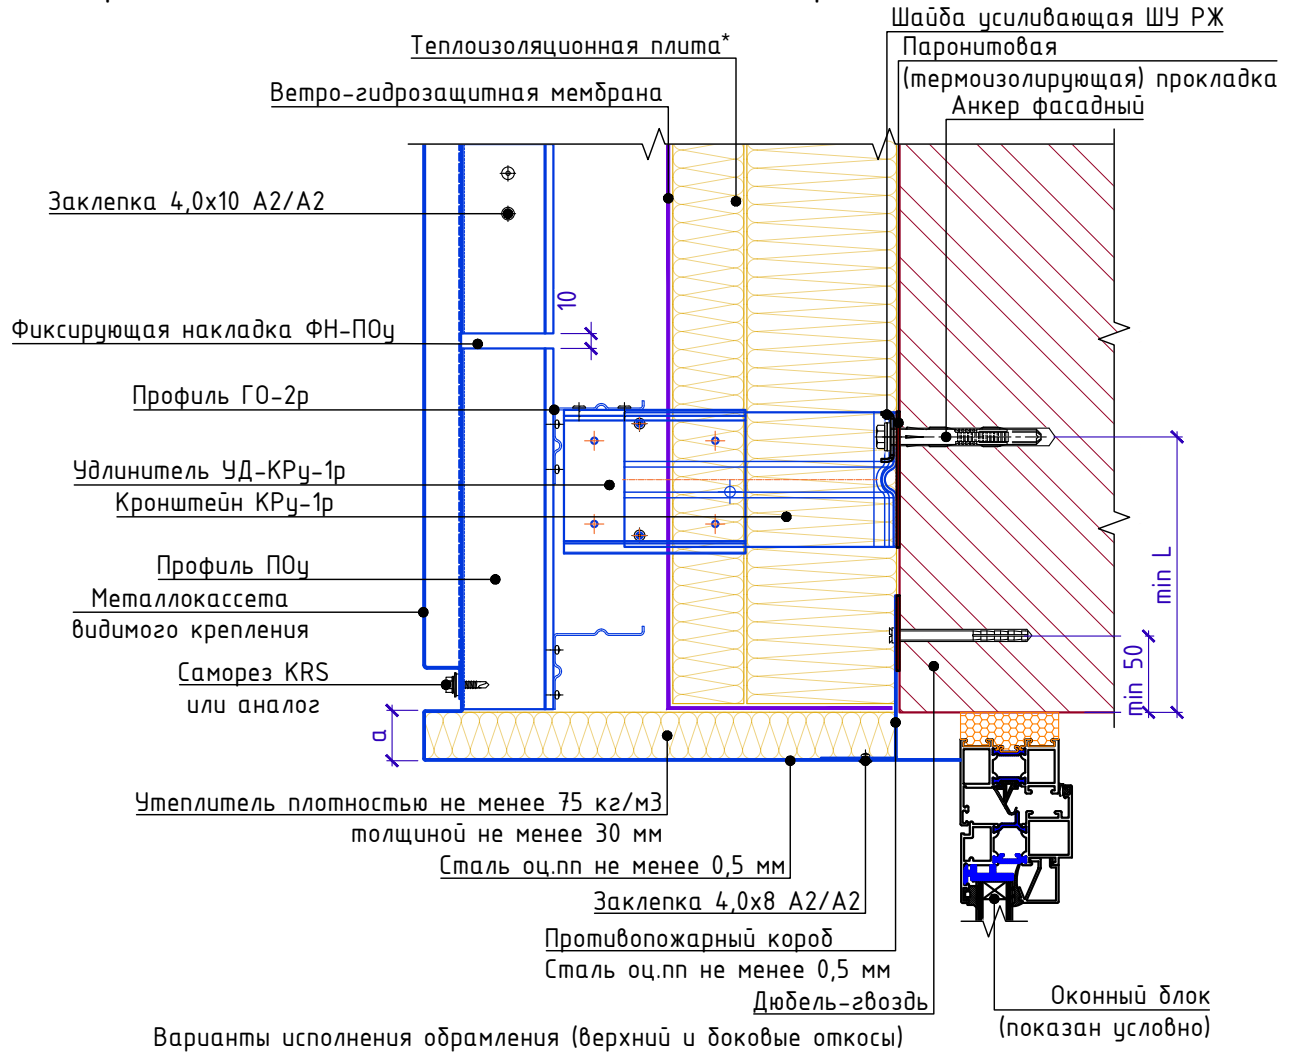 Шайба усиливающая ШУ РЖ
Теплоизоляционная плита*
Паронитовая
(термоизолирующая) прокладка
Ветро-гидрозащитная мембрана
Анкер фасадный
Заклепка 4,0х10 А2/А2
10
Фиксирующая накладка ФН-ПОу
Профиль ГО-2р
Удлинитель УД-КРу-1р
Кронштейн КРу-1р
Профиль ПОу
Металлокассета
видимого крепления
Саморез KRS
или аналог
min L
min 50
а
Утеплитель плотностью не менее 75 кг/м3
толщиной не менее 30 мм
Сталь оц.пп не менее 0,5 мм
Заклепка 4,0х8 А2/А2
Противопожарный короб
Сталь оц.пп не менее 0,5 мм
Дюбель-гвоздь
Оконный блок
(показан условно)
Варианты исполнения обрамления (верхний и боковые откосы)